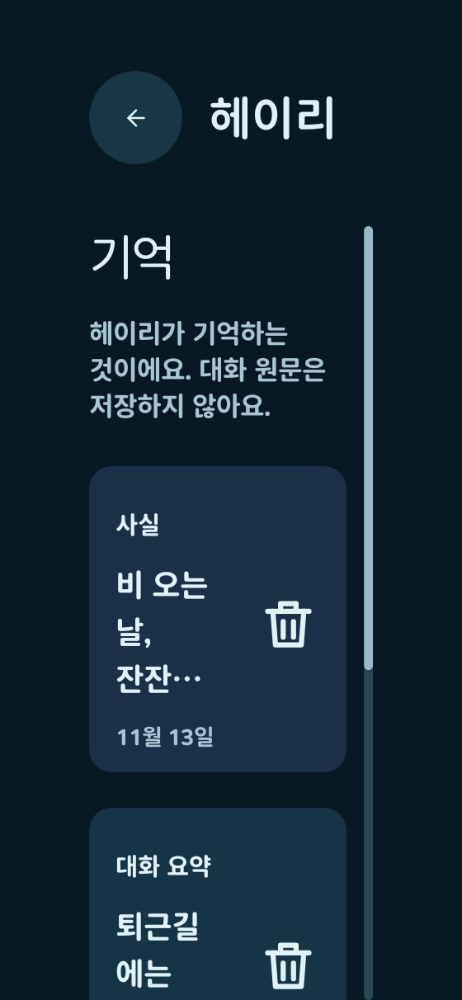 헤이리
기억
헤이리가 기억하는
것이에요. 대화 원문은
저장하지 않아요.
사실
비 오는
날,
잔잔…
11월 13일
대화 요약
퇴근길
에는